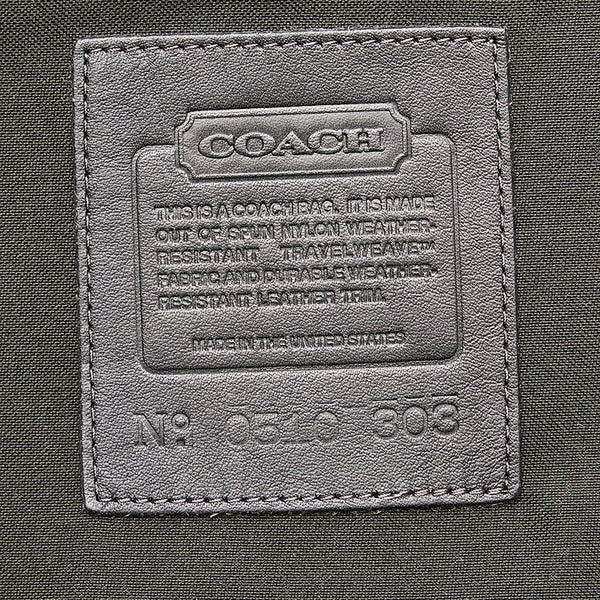 COACH
THIS IS A COACH BAG. IT IS MADE
OUT OF SPUN NYLON WEATHER-
RESISTANT TRAVELWEAVE™
FABRIC AND DURABLE WEATHER-
RESISTANT LEATHER TRIM.
MADE IN THE UNITED STATES
No: 0510 303